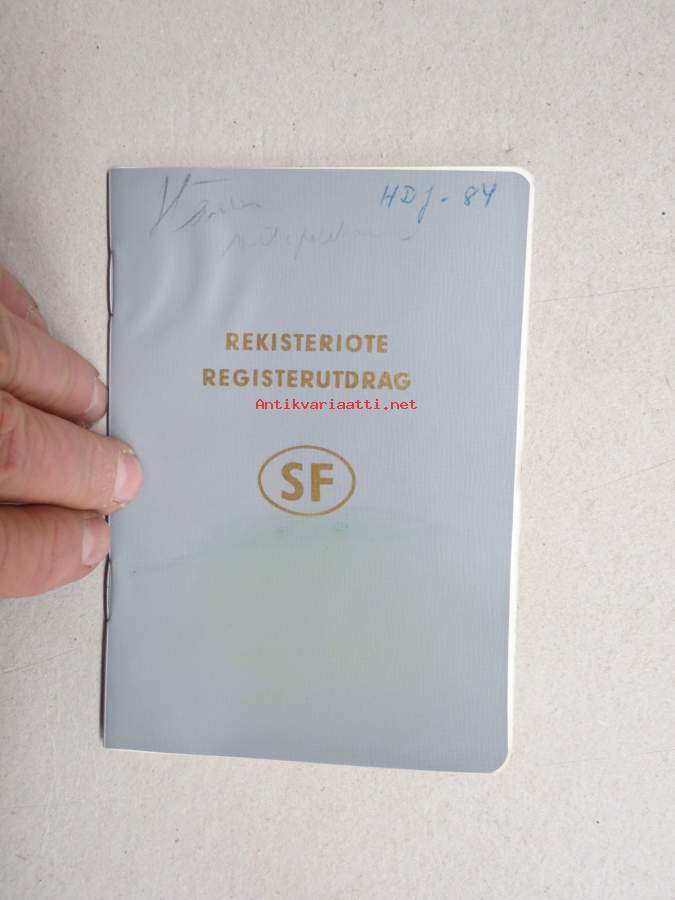 HDJ-84
REKISTERIOTE
REGISTERUTDRAG
Antikvariaatti.net
SF